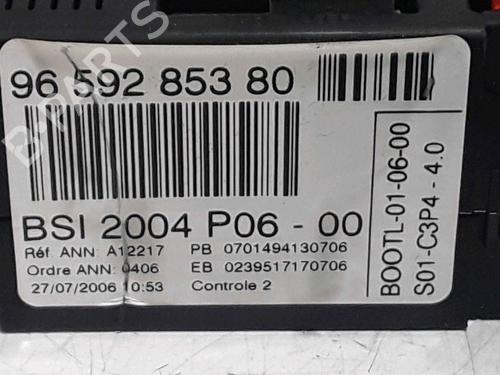 96 592 853 80
BSI 2004 P06 - 00
Réf. ANN: A12217 PB 0701494130706
Ordre ANN: 0406 EB 0239517170706
27/07/2006 10:53 Controle 2
BOOTL-01-06-00
S01-C3P4 - 4.0
B-PARTS